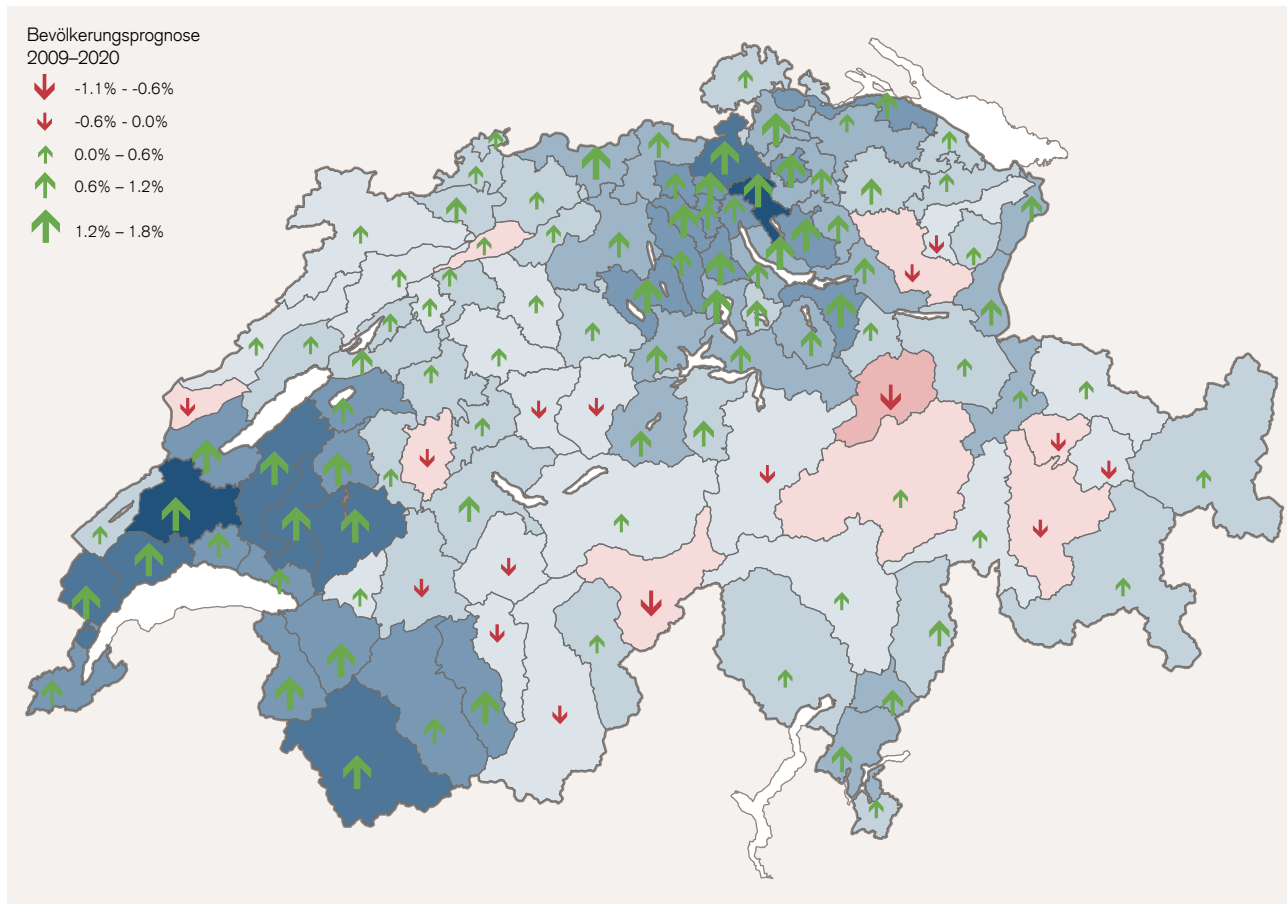 Bevölkerungsprognose
2009–2020
-1.1% - -0.6%
-0.6% - 0.0%
0.0% – 0.6%
0.6% – 1.2%
1.2% – 1.8%